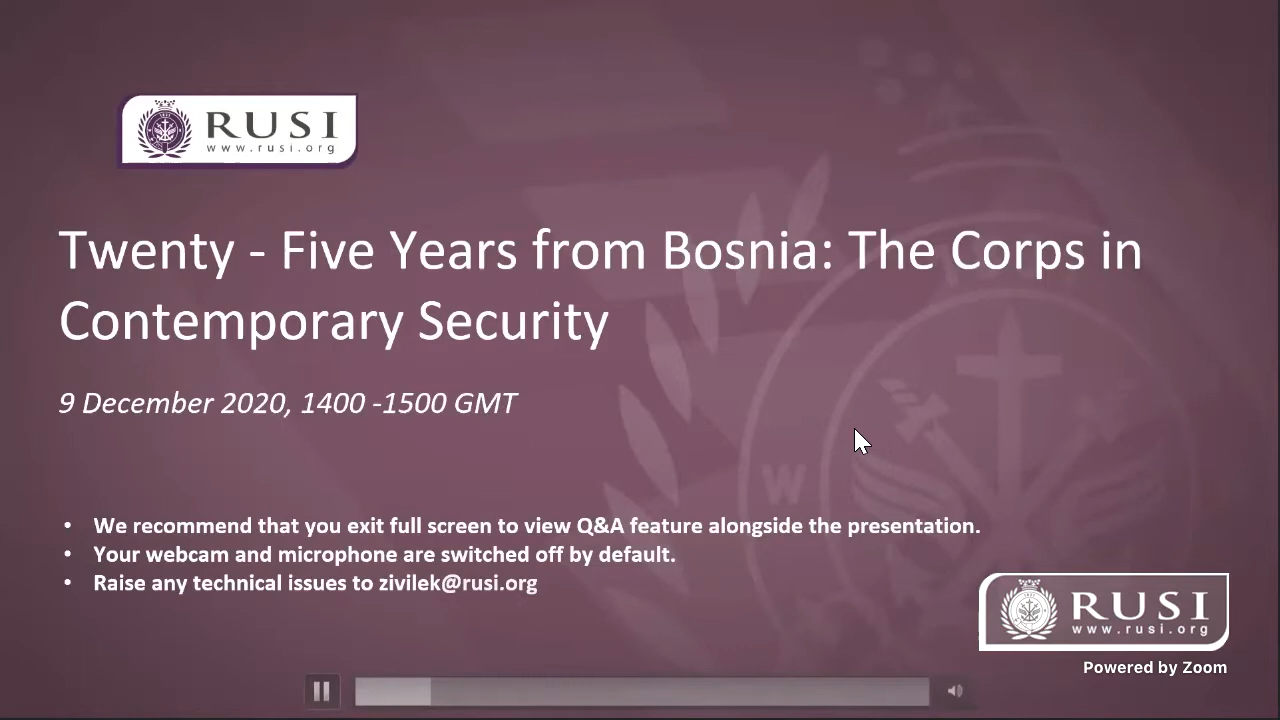 RUSI
www.rusi.org
Twenty - Five Years from Bosnia: The Corps in
Contemporary Security
9 December 2020, 1400 -1500 GMT
• We recommend that you exit full screen to view Q&A feature alongside the presentation.
• Your webcam and microphone are switched off by default.
• Raise any technical issues to zivilek@rusi.org
W
RUSI
www.rusi.org
Powered by Zoom